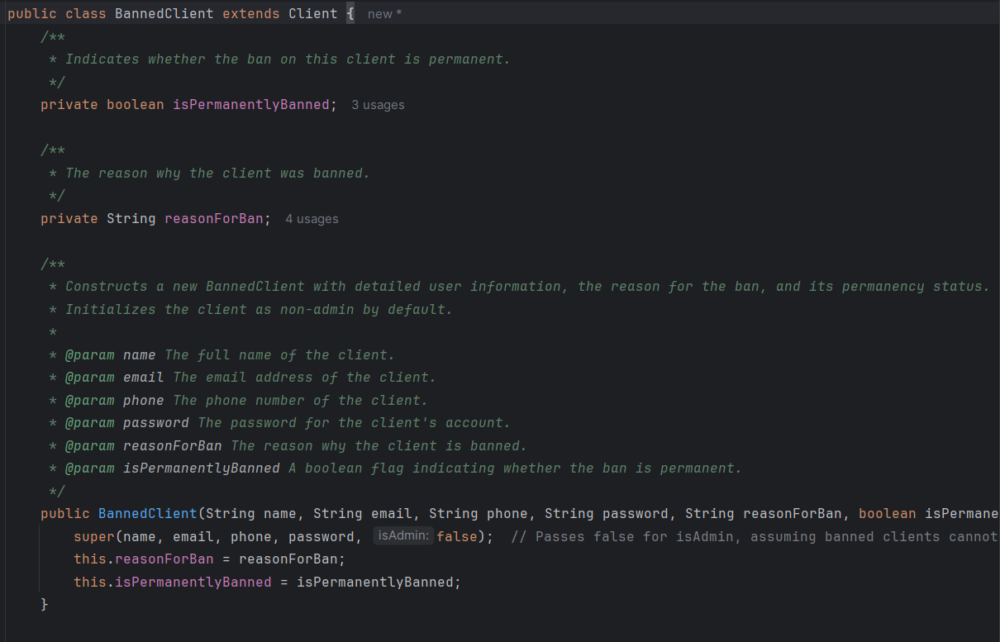 public class BannedClient extends Client {  new *
    /**
     * Indicates whether the ban on this client is permanent.
     */
    private boolean isPermanentlyBanned;  3 usages

    /**
     * The reason why the client was banned.
     */
    private String reasonForBan;  4 usages

    /**
     * Constructs a new BannedClient with detailed user information, the reason for the ban, and its permanency status.
     * Initializes the client as non-admin by default.
     *
     * @param name The full name of the client.
     * @param email The email address of the client.
     * @param phone The phone number of the client.
     * @param password The password for the client's account.
     * @param reasonForBan The reason why the client is banned.
     * @param isPermanentlyBanned A boolean flag indicating whether the ban is permanent.
     */
    public BannedClient(String name, String email, String phone, String password, String reasonForBan, boolean isPermane
        super(name, email, phone, password, isAdmin: false);  // Passes false for isAdmin, assuming banned clients cannot
        this.reasonForBan = reasonForBan;
        this.isPermanentlyBanned = isPermanentlyBanned;
    }